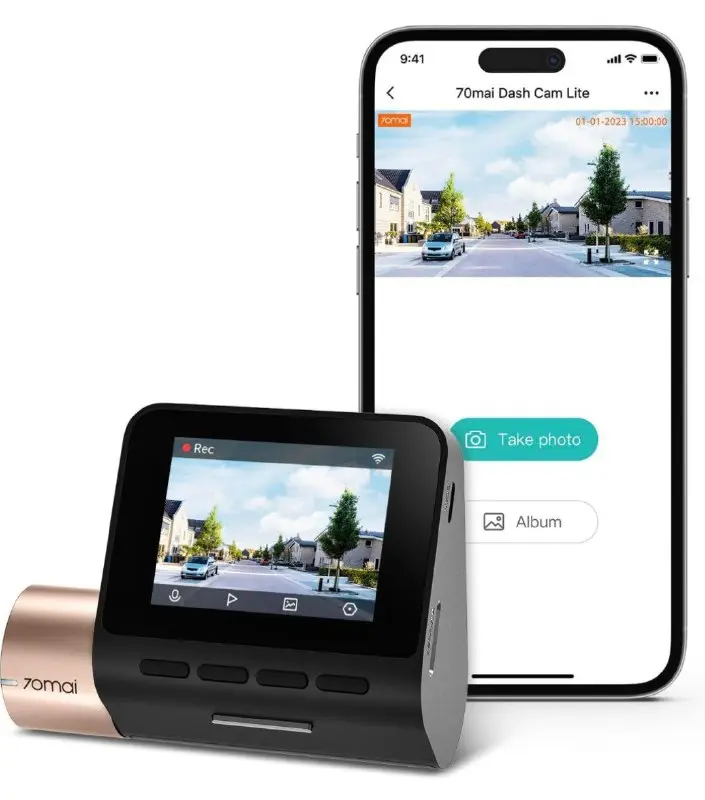 9:41
70mai Dash Cam Lite
70mai
01-01-2023 15:00:00
Take photo
Album
Rec
70mai